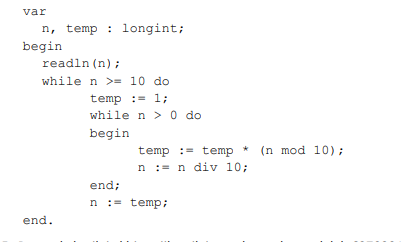 var
   n, temp : longint;
begin
   readln(n);
   while n >= 10 do
         temp := 1;
         while n > 0 do
         begin
               temp := temp * (n mod 10);
               n := n div 10;
         end;
         n := temp;
end.